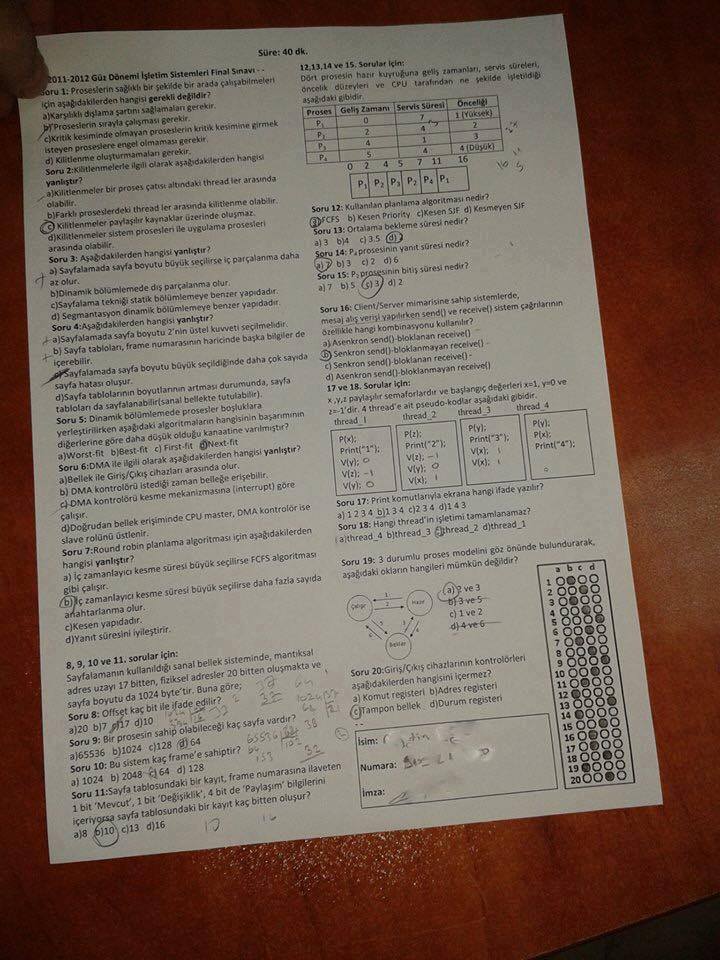 Süre: 40 dk.
2011-2012 Güz Dönemi İşletim Sistemleri Final Sınavı - -
Soru 1: Proseslerin sağlıklı bir şekilde bir arada çalışabilmeleri
için aşağıdakilerden hangisi gerekli değildir?
a)Karşılıklı dışlama şartını sağlamaları gerekir.
b)Proseslerin sırayla çalışması gerekir.
c)Kritik kesiminde olmayan proseslerin kritik kesimine girmek
isteyen proseslere engel olmaması gerekir.
d) Kilitlenme oluşturmamaları gerekir.
Soru 2:Kilitlenmelerle ilgili olarak aşağıdakilerden hangisi
yanlıştır?
a)Kilitlenmeler bir proses çatısı altındaki thread ler arasında
olabilir.
b)Farklı proseslerdeki thread ler arasında kilitlenme olabilir.
c) Kilitlenmeler paylaşılır kaynaklar üzerinde oluşmaz.
d)Kilitlenmeler sistem prosesleri ile uygulama prosesleri
arasında olabilir.
Soru 3: Aşağıdakilerden hangisi yanlıştır?
a) Sayfalamada sayfa boyutu büyük seçilirse iç parçalanma daha
az olur.
b)Dinamik bölümlemede dış parçalanma olur.
c)Sayfalama tekniği statik bölümlemeye benzer yapıdadır.
d) Segmantasyon dinamik bölümlemeye benzer yapıdadır.
Soru 4:Aşağıdakilerden hangisi yanlıştır?
a)Sayfalamada sayfa boyutu 2'nin üstel kuvveti seçilmelidir.
b) Sayfa tabloları, frame numarasının haricinde başka bilgiler de
içerebilir.
c)Sayfalamada sayfa boyutu büyük seçildiğinde daha çok sayıda
sayfa hatası oluşur.
d)Sayfa tablolarının boyutlarının artması durumunda, sayfa
tabloları da sayfalanabilir(sanal bellekte tutulabilir).
Soru 5: Dinamik bölümlemede prosesler boşluklara
yerleştirilirken aşağıdaki algoritmaların hangisinin başarımının
diğerlerine göre daha düşük olduğu kanaatine varılmıştır?
a)Worst-fit b)Best-fit c) First-fit d)Next-fit
Soru 6:DMA ile ilgili olarak aşağıdakilerden hangisi yanlıştır?
a)Bellek ile Giriş/Çıkış cihazları arasında olur.
b) DMA kontrolörü istediği zaman belleğe erişebilir.
c) DMA kontrolörü kesme mekanizmasına (interrupt) göre
çalışır.
d)Doğrudan bellek erişiminde CPU master, DMA kontrolör ise
slave rolünü üstlenir.
Soru 7:Round robin planlama algoritması için aşağıdakilerden
hangisi yanlıştır?
a) İç zamanlayıcı kesme süresi büyük seçilirse FCFS algoritması
gibi çalışır.
b) İç zamanlayıcı kesme süresi büyük seçilirse daha fazla sayıda
anahtarlanma olur.
c)Kesen yapıdadır.
d)Yanıt süresini iyileştirir.
8, 9, 10 ve 11. sorular için:
Sayfalamanın kullanıldığı sanal bellek sisteminde, mantıksal
adres uzayı 17 bitten, fiziksel adresler 20 bitten oluşmakta ve
sayfa boyutu da 1024 byte'tir. Buna göre;
Soru 8: Offset kaç bit ile ifade edilir?
a)20 b)7 c)17 d)10
Soru 9: Bir prosesin sahip olabileceği kaç sayfa vardır?
a)65536 b)1024 c)128 d) 64
Soru 10: Bu sistem kaç frame'e sahiptir?
a) 1024 b) 2048 c) 64 d) 128
Soru 11:Sayfa tablosundaki bir kayıt, frame numarasına ilaveten
1 bit 'Mevcut', 1 bit 'Değişiklik', 4 bit de 'Paylaşım' bilgilerini
içeriyorsa sayfa tablosundaki bir kayıt kaç bitten oluşur?
a)8 b)10 c)13 d)16
12,13,14 ve 15. Sorular için:
Dört prosesin hazır kuyruğuna geliş zamanları, servis süreleri,
öncelik düzeyleri ve CPU tarafından ne şekilde işletildiği
aşağıdaki gibidir.
Proses Geliş Zamanı Servis Süresi Önceliği
P1 0 7 1 (Yüksek)
P2 2 4 2
P3 4 1 3
P4 5 4 4 (Düşük)
0 2 4 5 7 11 16
P1 P2 P3 P2 P4 P1
Soru 12: Kullanılan planlama algoritması nedir?
a)FCFS b) Kesen Priority c)Kesen SJF d) Kesmeyen SJF
Soru 13: Ortalama bekleme süresi nedir?
a) 3 b)4 c) 3.5 d)2
Soru 14: P4 prosesinin yanıt süresi nedir?
a) 7 b) 3 c) 2 d) 6
Soru 15: P3 prosesinin bitiş süresi nedir?
a) 7 b) 5 c) 3 d) 2
Soru 16: Client/Server mimarisine sahip sistemlerde,
mesaj alış verişi yapılırken send() ve receive() sistem çağrılarının
özellikle hangi kombinasyonu kullanılır?
a) Asenkron send()-bloklanan receive()
b) Senkron send()-bloklanmayan receive()
c) Senkron send()-bloklanan receive()
d) Asenkron send()-bloklanmayan receive()
17 ve 18. Sorular için:
x ,y,z paylaşılır semaforlardır ve başlangıç değerleri x=1, y=0 ve
z=-1'dir. 4 thread'e ait pseudo-kodlar aşağıdaki gibidir.
thread_1 thread_2 thread_3 thread_4
P(x); P(z); P(y); P(y);
Print("1"); Print("2"); Print("3"); P(x);
V(y); 0 V(z); -1 V(x); 1 Print("4");
V(z); -1 V(y); 0 V(x); 1
V(y); 0 V(x); 1
Soru 17: Print komutlarıyla ekrana hangi ifade yazılır?
a) 1 2 3 4 b)1 3 4 c)2 3 4 d)1 4 3
Soru 18: Hangi thread'in işletimi tamamlanamaz?
a)thread_4 b)thread_3 c)thread_2 d)thread_1
Soru 19: 3 durumlu proses modelini göz önünde bulundurarak,
aşağıdaki okların hangileri mümkün değildir?
Çalışır
Hazır
Bekler
1
2
3
4
5
6
a) 2 ve 3
b) 3 ve 5
c) 1 ve 2
d) 4 ve 6
Soru 20:Giriş/Çıkış cihazlarının kontrolörleri
aşağıdakilerden hangisini içermez?
a) Komut registeri b)Adres registeri
c)Tampon bellek d)Durum registeri
İsim:
Numara:
İmza:
a b c d
1
2
3
4
5
6
7
8
9
10
11
12
13
14
15
16
17
18
19
20